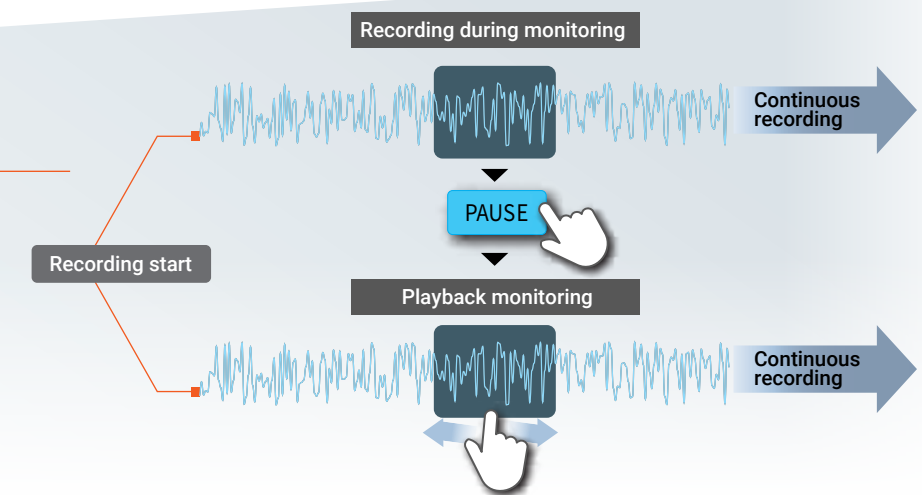 Recording during monitoring
Continuous
recording
PAUSE
Recording start
Playback monitoring
Continuous
recording